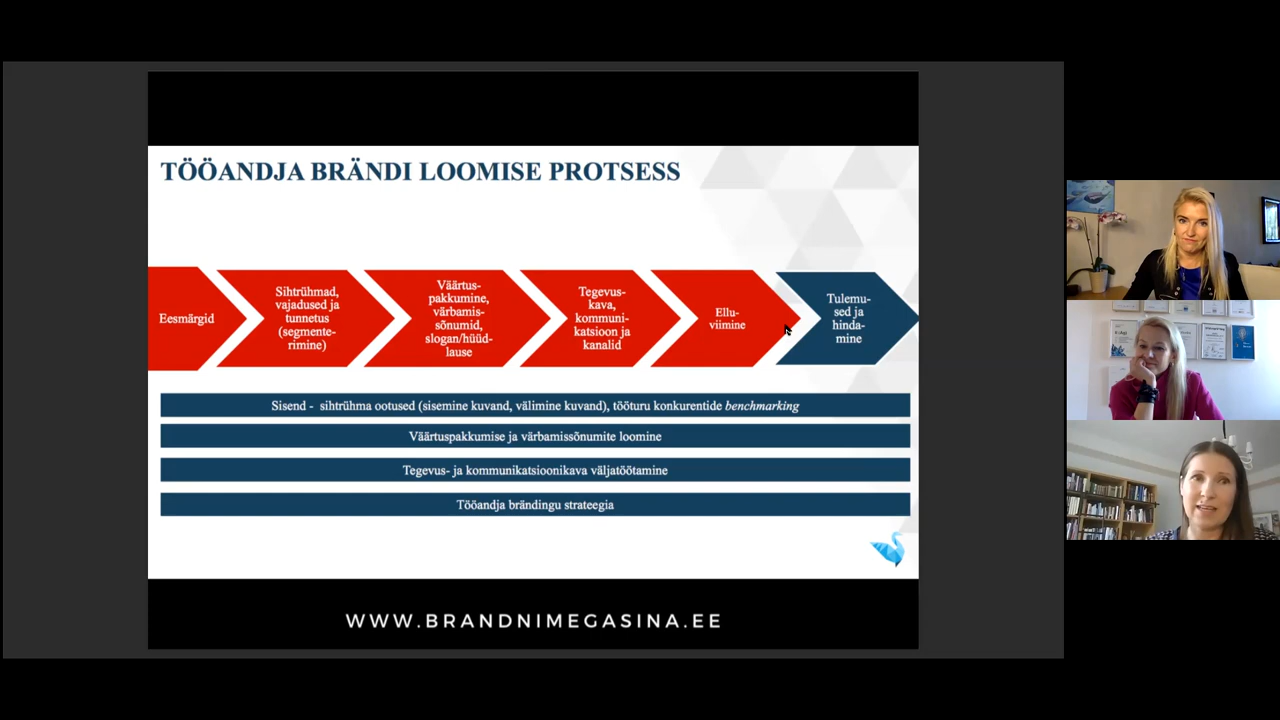 TÖÖANDJA BRÄNDI LOOMISE PROTSESS
Eesmärgid
Sihtrühmad,
vajadused ja
tunnetus
(segmente-
rimine)
Väärtus-
pakkumine,
värbamis-
sõnumid,
slogan/hüüd-
lause
Tegevus-
kava,
kommuni-
katsioon ja
kanalid
Ellu-
viimine
Tulemu-
sed ja
hinda-
mine
Sisend - sihtrühma ootused (sisemine kuvand, välimine kuvand), tööturu konkurentide benchmarking
Väärtuspakkumise ja värbamissõnumite loomine
Tegevus- ja kommunikatsioonikava väljatöötamine
Tööandja brändingu strateegia
WWW.BRANDNIMEGASINA.EE